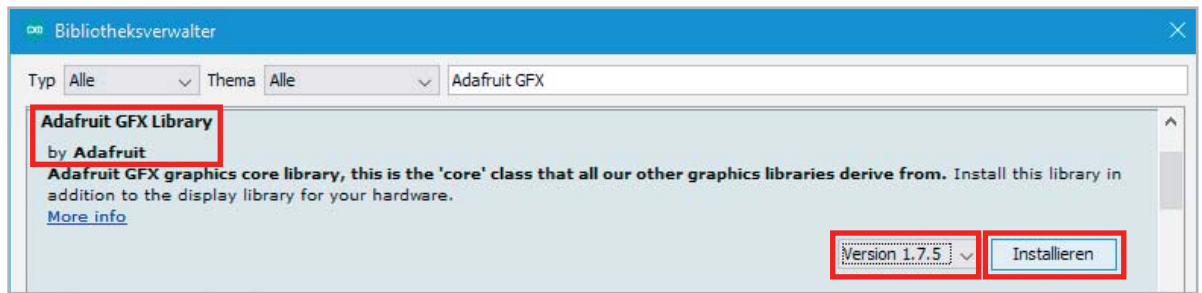 Bibliotheksverwalter
Typ Alle Thema Alle Adafruit GFX
Adafruit GFX Library
by Adafruit
Adafruit GFX graphics core library, this is the 'core' class that all our other graphics libraries derive from. Install this library in
addition to the display library for your hardware.
More info
Version 1.7.5 Installieren